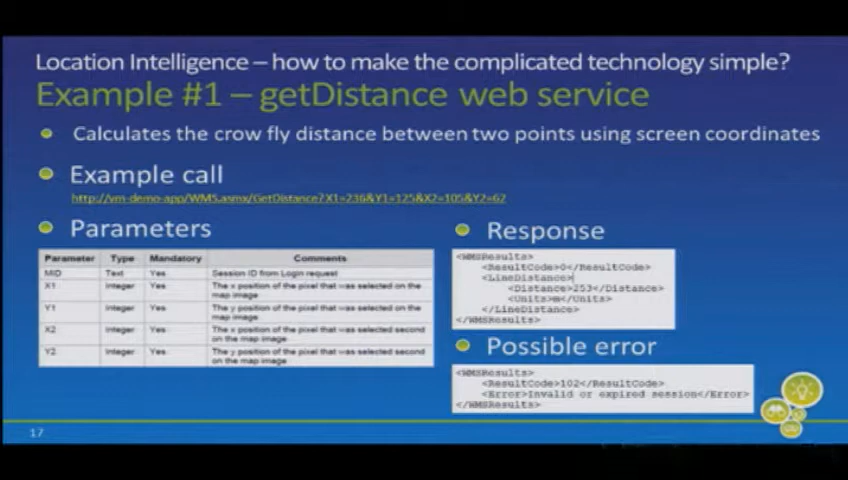 Location Intelligence – how to make the complicated technology simple?
Example #1 – getDistance web service
Calculates the crow fly distance between two points using screen coordinates
Example call
http://vm-demo-app/WMS.asmx/GetDistance?X1=236&Y1=125&X2=105&Y2=62
Parameters
Parameter Type Mandatory Comments
MID Text Yes Session ID from Login request
X1 Integer Yes The x position of the pixel that was selected on the
map image
Y1 Integer Yes The y position of the pixel that was selected on the
map image
X2 Integer Yes The x position of the pixel that was selected second
on the map image
Y2 Integer Yes The y position of the pixel that was selected second
on the map image
Response
<WMSResults>
<ResultCode>0</ResultCode>
<LineDistance>
<Distance>253</Distance>
<Units>m</Units>
</LineDistance>
</WMSResults>
Possible error
<WMSResults>
<ResultCode>102</ResultCode>
<Error>Invalid or expired session</Error>
</WMSResults>
17